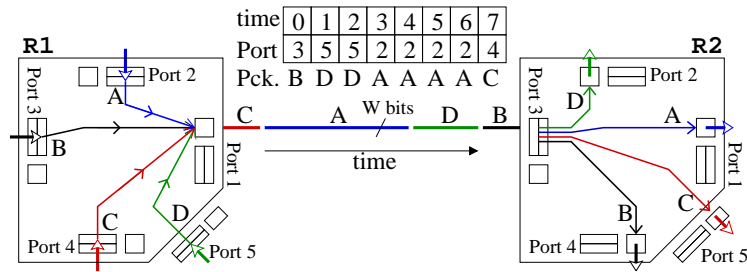 time 0 1 2 3 4 5 6 7
Port 3 5 5 2 2 2 2 4
Pck. B D D A A A A C
R1
Port 2
Port 3
A
B
C
D
Port 4
Port 5
Port 1
C A D B
W bits
time
R2
Port 3
Port 2
D
A
B
C
Port 4
Port 5
Port 1